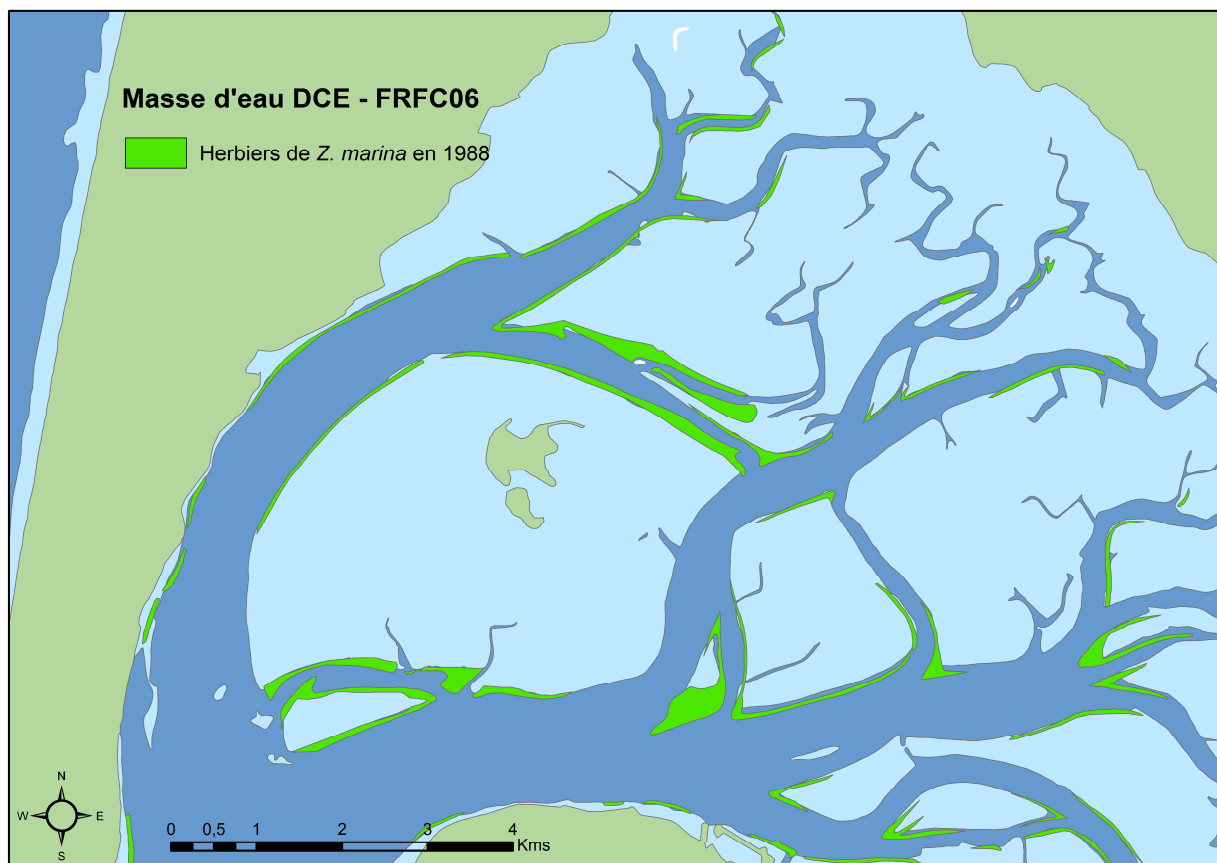 Masse d'eau DCE - FRFC06
Herbiers de Z. marina en 1988
N
W E
S
0 0,5 1 2 3 4
Kms